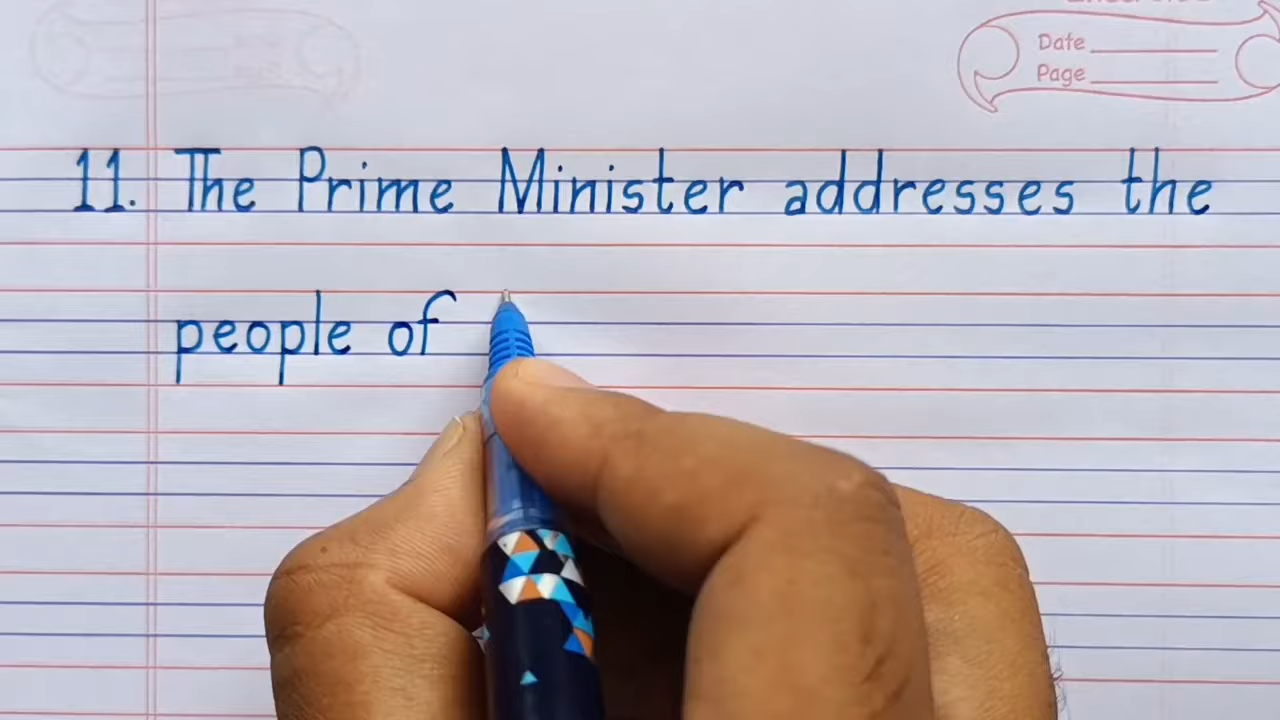 Date
Page
11. The Prime Minister addresses the
people of